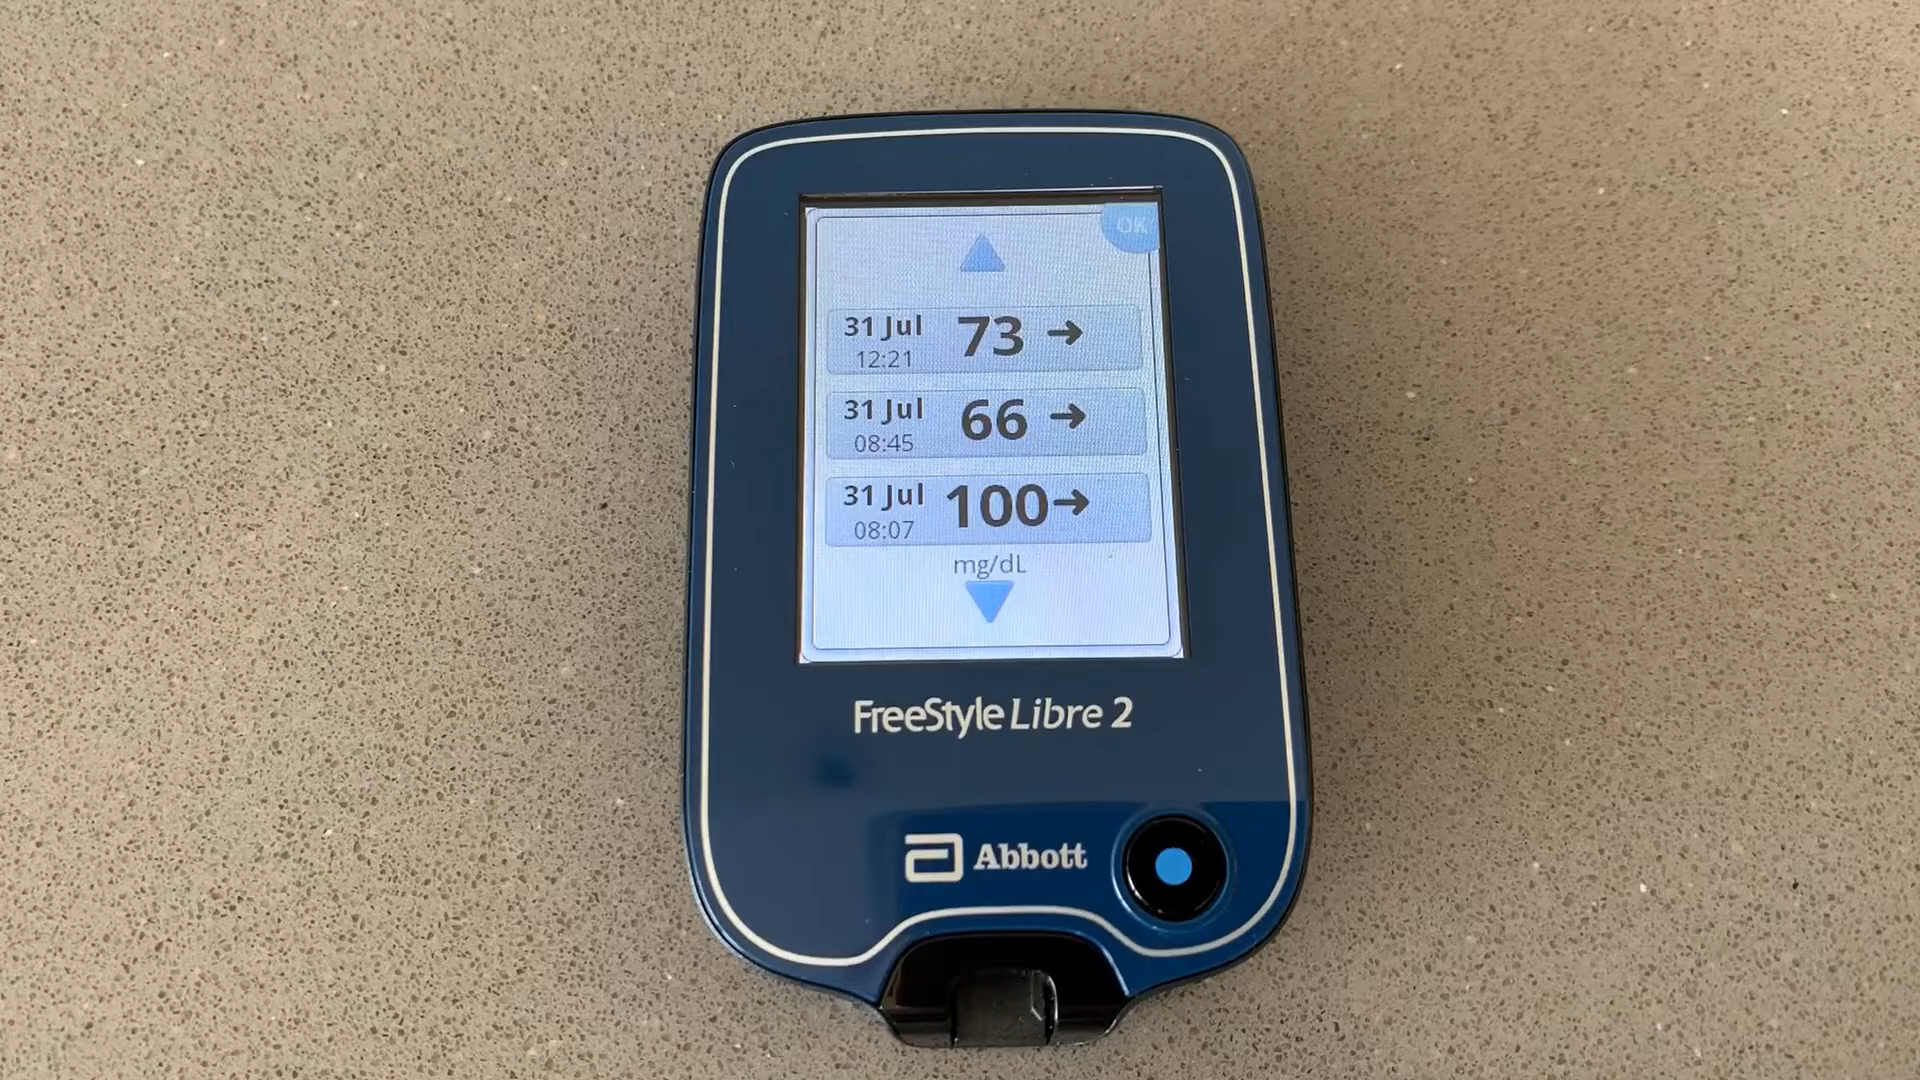 OK
31 Jul 73 →
12:21
31 Jul 66 →
08:45
31 Jul 100 →
08:07
mg/dL
FreeStyle Libre 2
Abbott